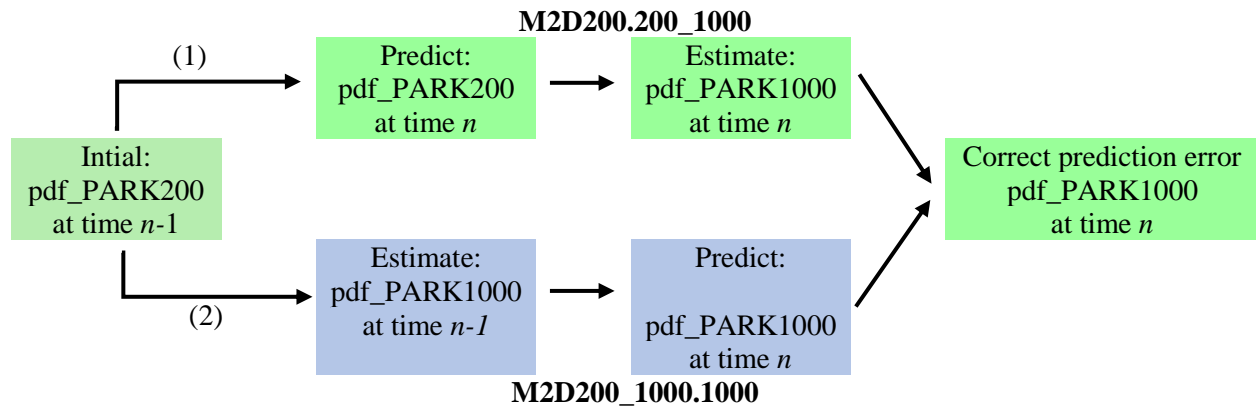 M2D200.200_1000
(1)
Predict:
pdf_PARK200
at time n
Estimate:
pdf_PARK1000
at time n
Intial:
pdf_PARK200
at time n-1
Correct prediction error
pdf_PARK1000
at time n
(2)
Estimate:
pdf_PARK1000
at time n-1
Predict:
pdf_PARK1000
at time n
M2D200_1000.1000